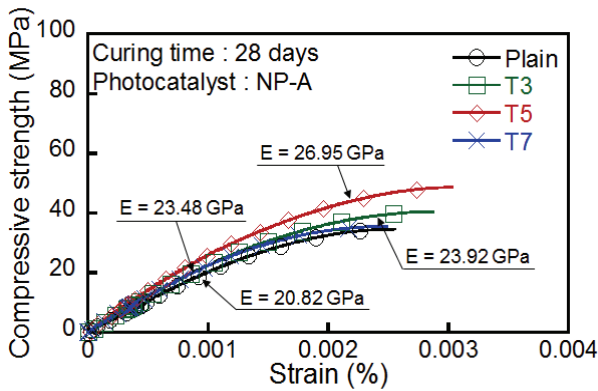 Compressive strength (MPa)
100
80
60
40
20
0
Curing time : 28 days
Photocatalyst : NP-A
Plain
T3
T5
T7
E = 26.95 GPa
E = 23.48 GPa
E = 23.92 GPa
E = 20.82 GPa
0
0.001
0.002
0.003
0.004
Strain (%)